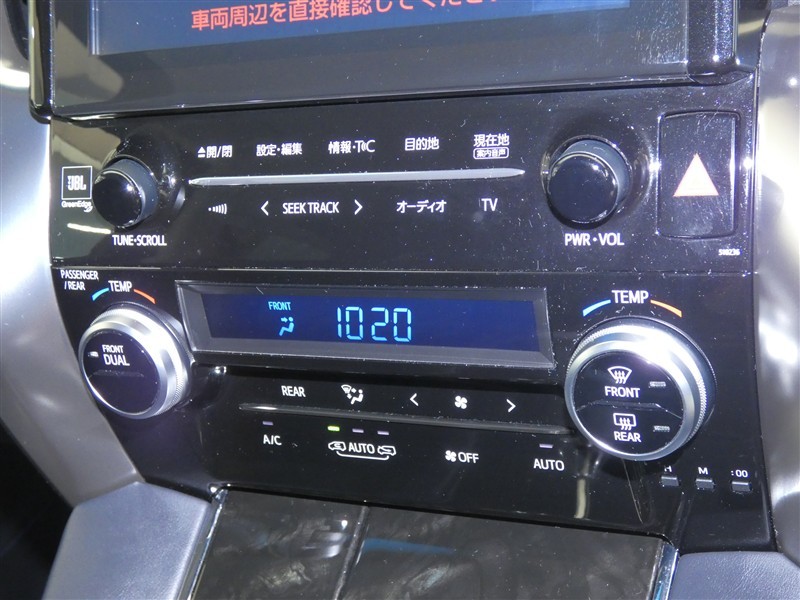 車両周辺を直接確認してください
▲開/閉 設定・編集 情報・T@C 目的地 現在地
案内音声
JBL
GreenEdge
SEEK TRACK オーディオ TV
TUNE・SCROLL PWR・VOL
PASSENGER
/REAR
TEMP TEMP
FRONT
1020
FRONT
DUAL
FRONT
REAR
REAR
A/C AUTO OFF AUTO
H M :00